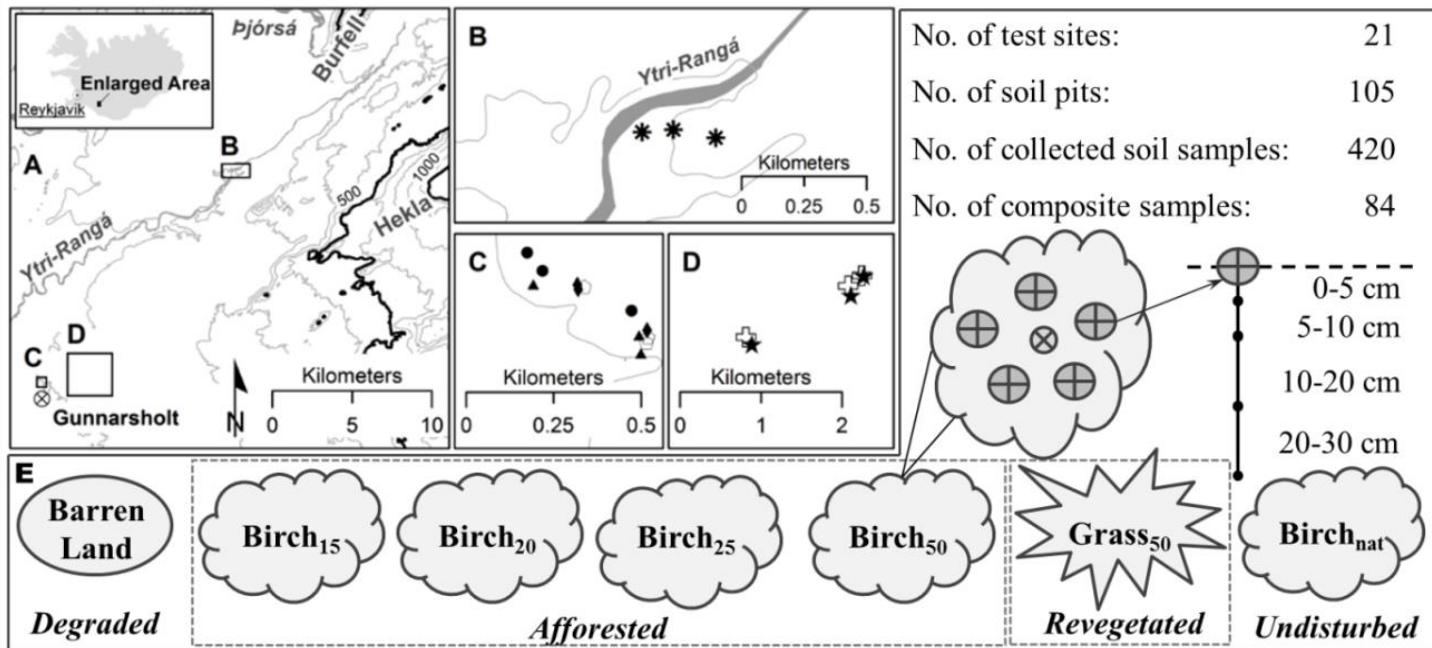 Reykjavik
Enlarged Area
Þjórsá
Burfell
A
B
Ytri-Rangá
500
1000
Hekla
C
D
Gunnarsholt
N
Kilometers
0 5 10
B
Ytri-Rangá
Kilometers
0 0.25 0.5
C
Kilometers
0 0.25 0.5
D
Kilometers
0 1 2
No. of test sites: 21
No. of soil pits: 105
No. of collected soil samples: 420
No. of composite samples: 84
0-5 cm
5-10 cm
10-20 cm
20-30 cm
E
Barren
Land
Birch₁₅
Birch₂₀
Birch₂₅
Birch₅₀
Grass₅₀
Birchnat
Degraded
Afforested
Revegetated
Undisturbed